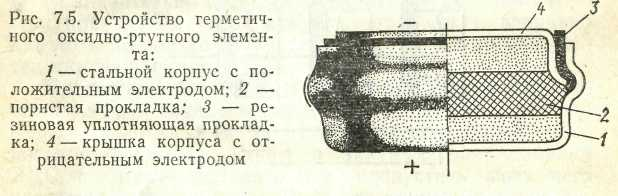 Рис. 7.5. Устройство герметич-
ного оксидно-ртутного элемен-
та:
1 — стальной корпус с по-
ложительным электродом; 2 —
пористая прокладка; 3 — ре-
зиновая уплотняющая проклад-
ка; 4 — крышка корпуса с от-
рицательным электродом
−
4
3
2
1
+